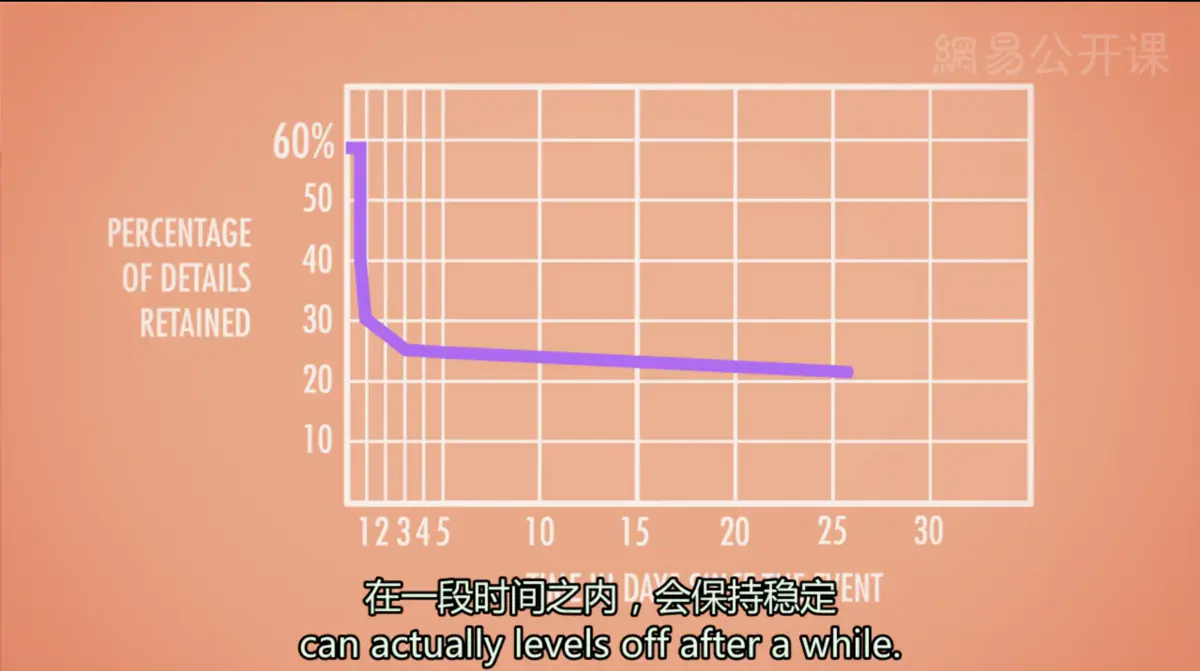 網易公开课
60%
50
40
30
20
10
PERCENTAGE
OF DETAILS
RETAINED
1 2 3 4 5 10 15 20 25 30
TIME IN DAYS SINCE THE EVENT
在一段时间之内，会保持稳定
can actually levels off after a while.